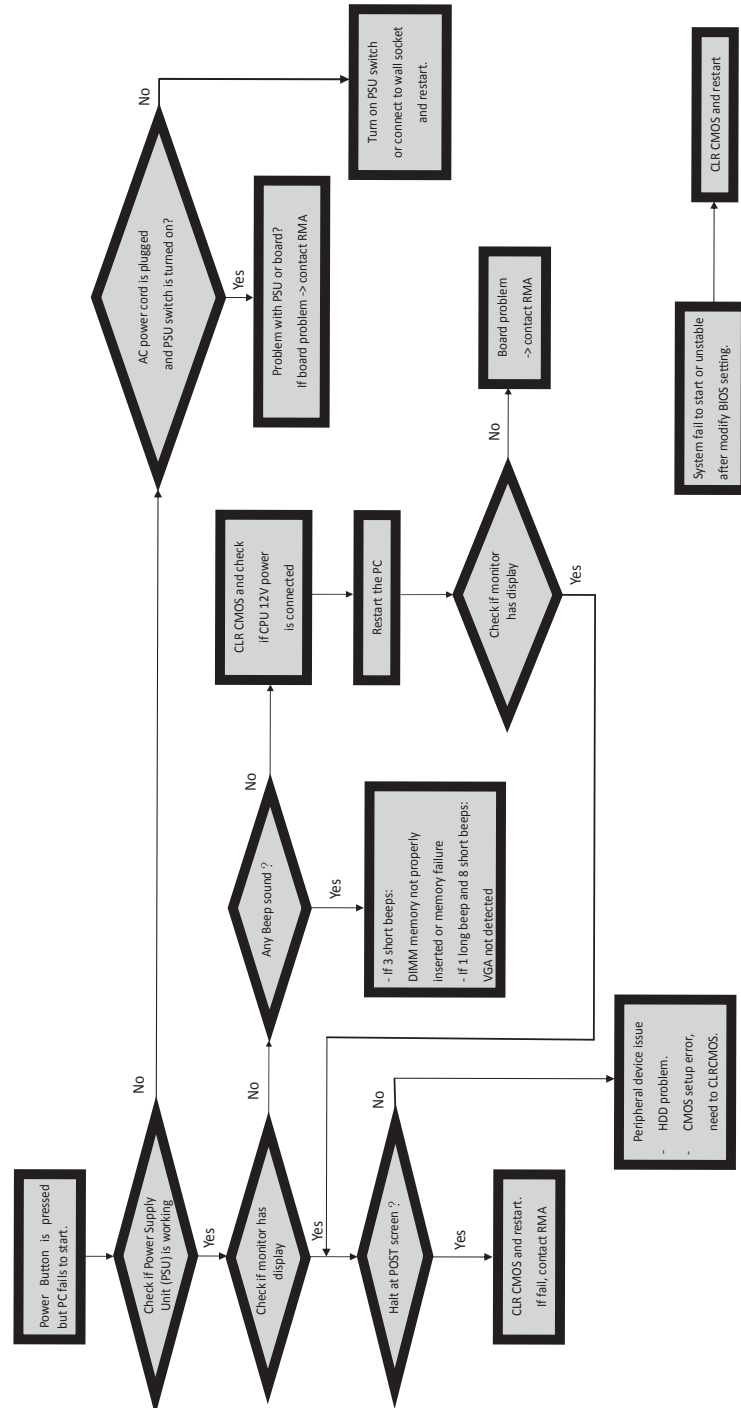 Power Button is pressed
but PC fails to start.
Check if Power Supply
Unit (PSU) is working
No
Yes
AC power cord is plugged
and PSU switch is turned on?
No
Yes
Turn on PSU switch
or connect to wall socket
and restart.
Problem with PSU or board?
If board problem -> contact RMA
Check if monitor has
display
No
Yes
Any Beep sound ?
No
Yes
CLR CMOS and check
if CPU 12V power
is connected
Restart the PC
Check if monitor
has display
No
Yes
Board problem
-> contact RMA
- If 3 short beeps:
DIMM memory not properly
inserted or memory failure
- If 1 long beep and 8 short beeps:
VGA not detected
Halt at POST screen ?
No
Yes
CLR CMOS and restart.
If fail, contact RMA
Peripheral device issue
- HDD problem.
- CMOS setup error,
need to CLRCMOS.
System fail to start or unstable
after modify BIOS setting.
CLR CMOS and restart